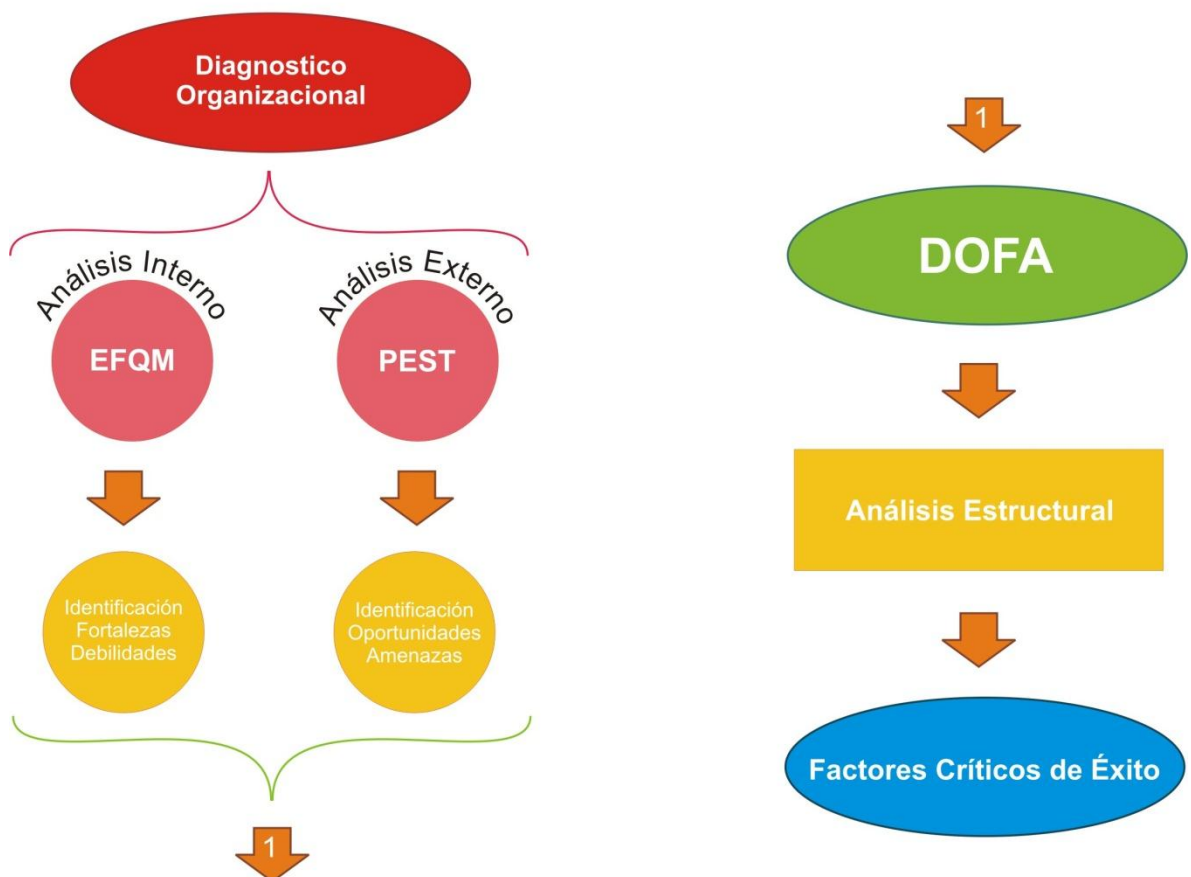 Diagnostico
Organizacional
Análisis Interno
EFQM
Análisis Externo
PEST
Identificación
Fortalezas
Debilidades
Identificación
Oportunidades
Amenazas
1
1
DOFA
Análisis Estructural
Factores Críticos de Éxito